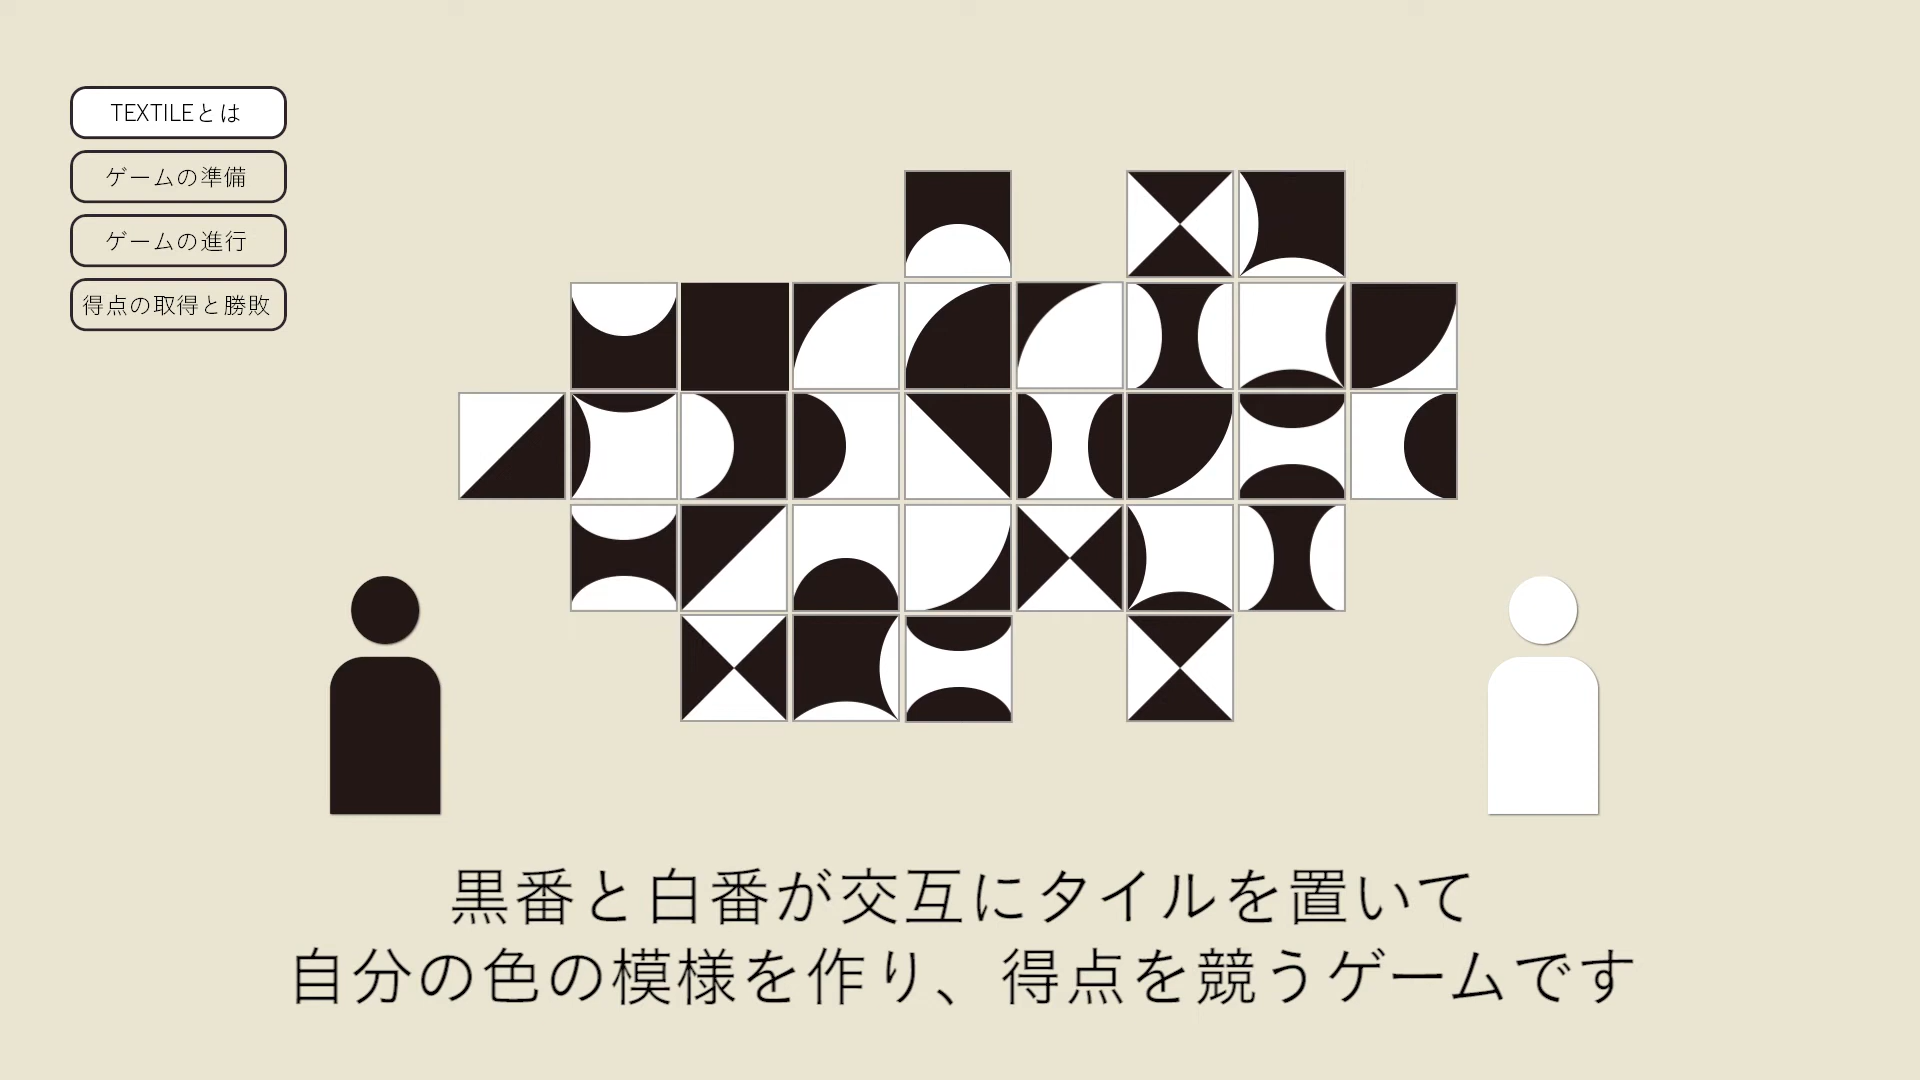 TEXTILEとは
ゲームの準備
ゲームの進行
得点の取得と勝敗
黒番と白番が交互にタイルを置いて
自分の色の模様を作り、得点を競うゲームです